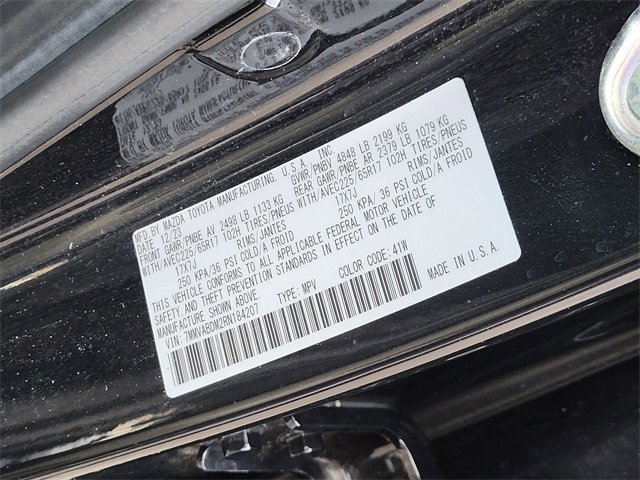 MFD BY MAZDA TOYOTA MANUFACTURING, U.S.A., INC.
DATE: 12/23 GVWR/PNBV 4848 LB 2199 KG
FRONT GAWR/PNBE AV 2498 LB 1133 KG REAR GAWR/PNBE AR 2379 LB 1079 KG
WITH/AVEC225/65R17 102H TIRES/PNEUS WITH/AVEC225/65R17 102H TIRES/PNEUS
17X7J RIMS/JANTES 17X7J RIMS/JANTES
250 KPA/36 PSI COLD/A FROID 250 KPA/36 PSI COLD/A FROID
THIS VEHICLE CONFORMS TO ALL APPLICABLE FEDERAL MOTOR VEHICLE
SAFETY AND THEFT PREVENTION STANDARDS IN EFFECT ON THE DATE OF
MANUFACTURE SHOWN ABOVE.
VIN: 7MMVABDM2RN184207 TYPE: MPV COLOR CODE: 41W
MADE IN U.S.A.